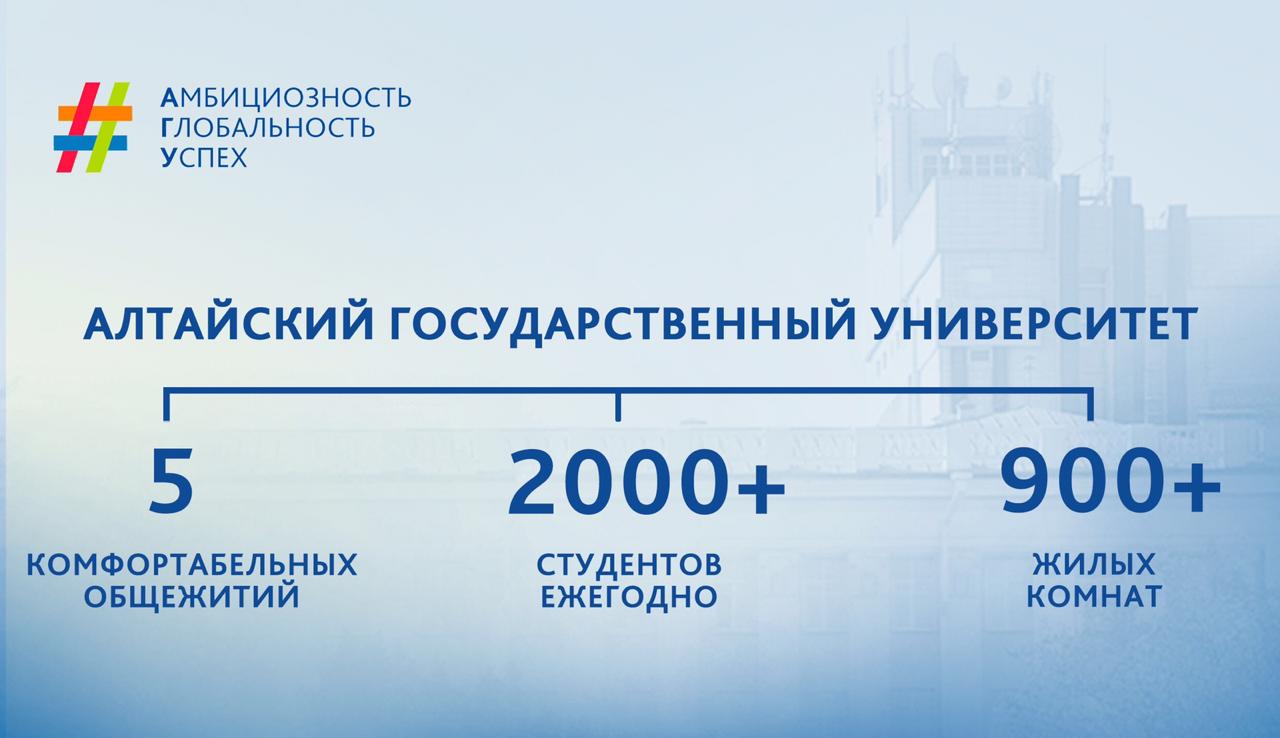 АМБИЦИОЗНОСТЬ
ГЛОБАЛЬНОСТЬ
УСПЕХ
АЛТАЙСКИЙ ГОСУДАРСТВЕННЫЙ УНИВЕРСИТЕТ
5
КОМФОРТАБЕЛЬНЫХ
ОБЩЕЖИТИЙ
2000+
СТУДЕНТОВ
ЕЖЕГОДНО
900+
ЖИЛЫХ
КОМНАТ